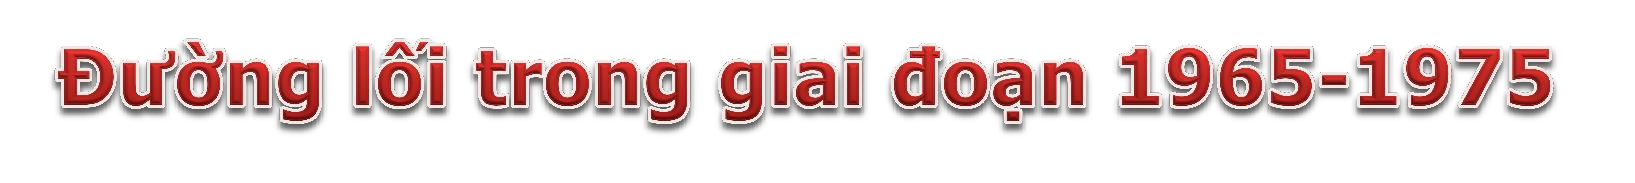 Đường lối trong giai đoạn 1965-1975